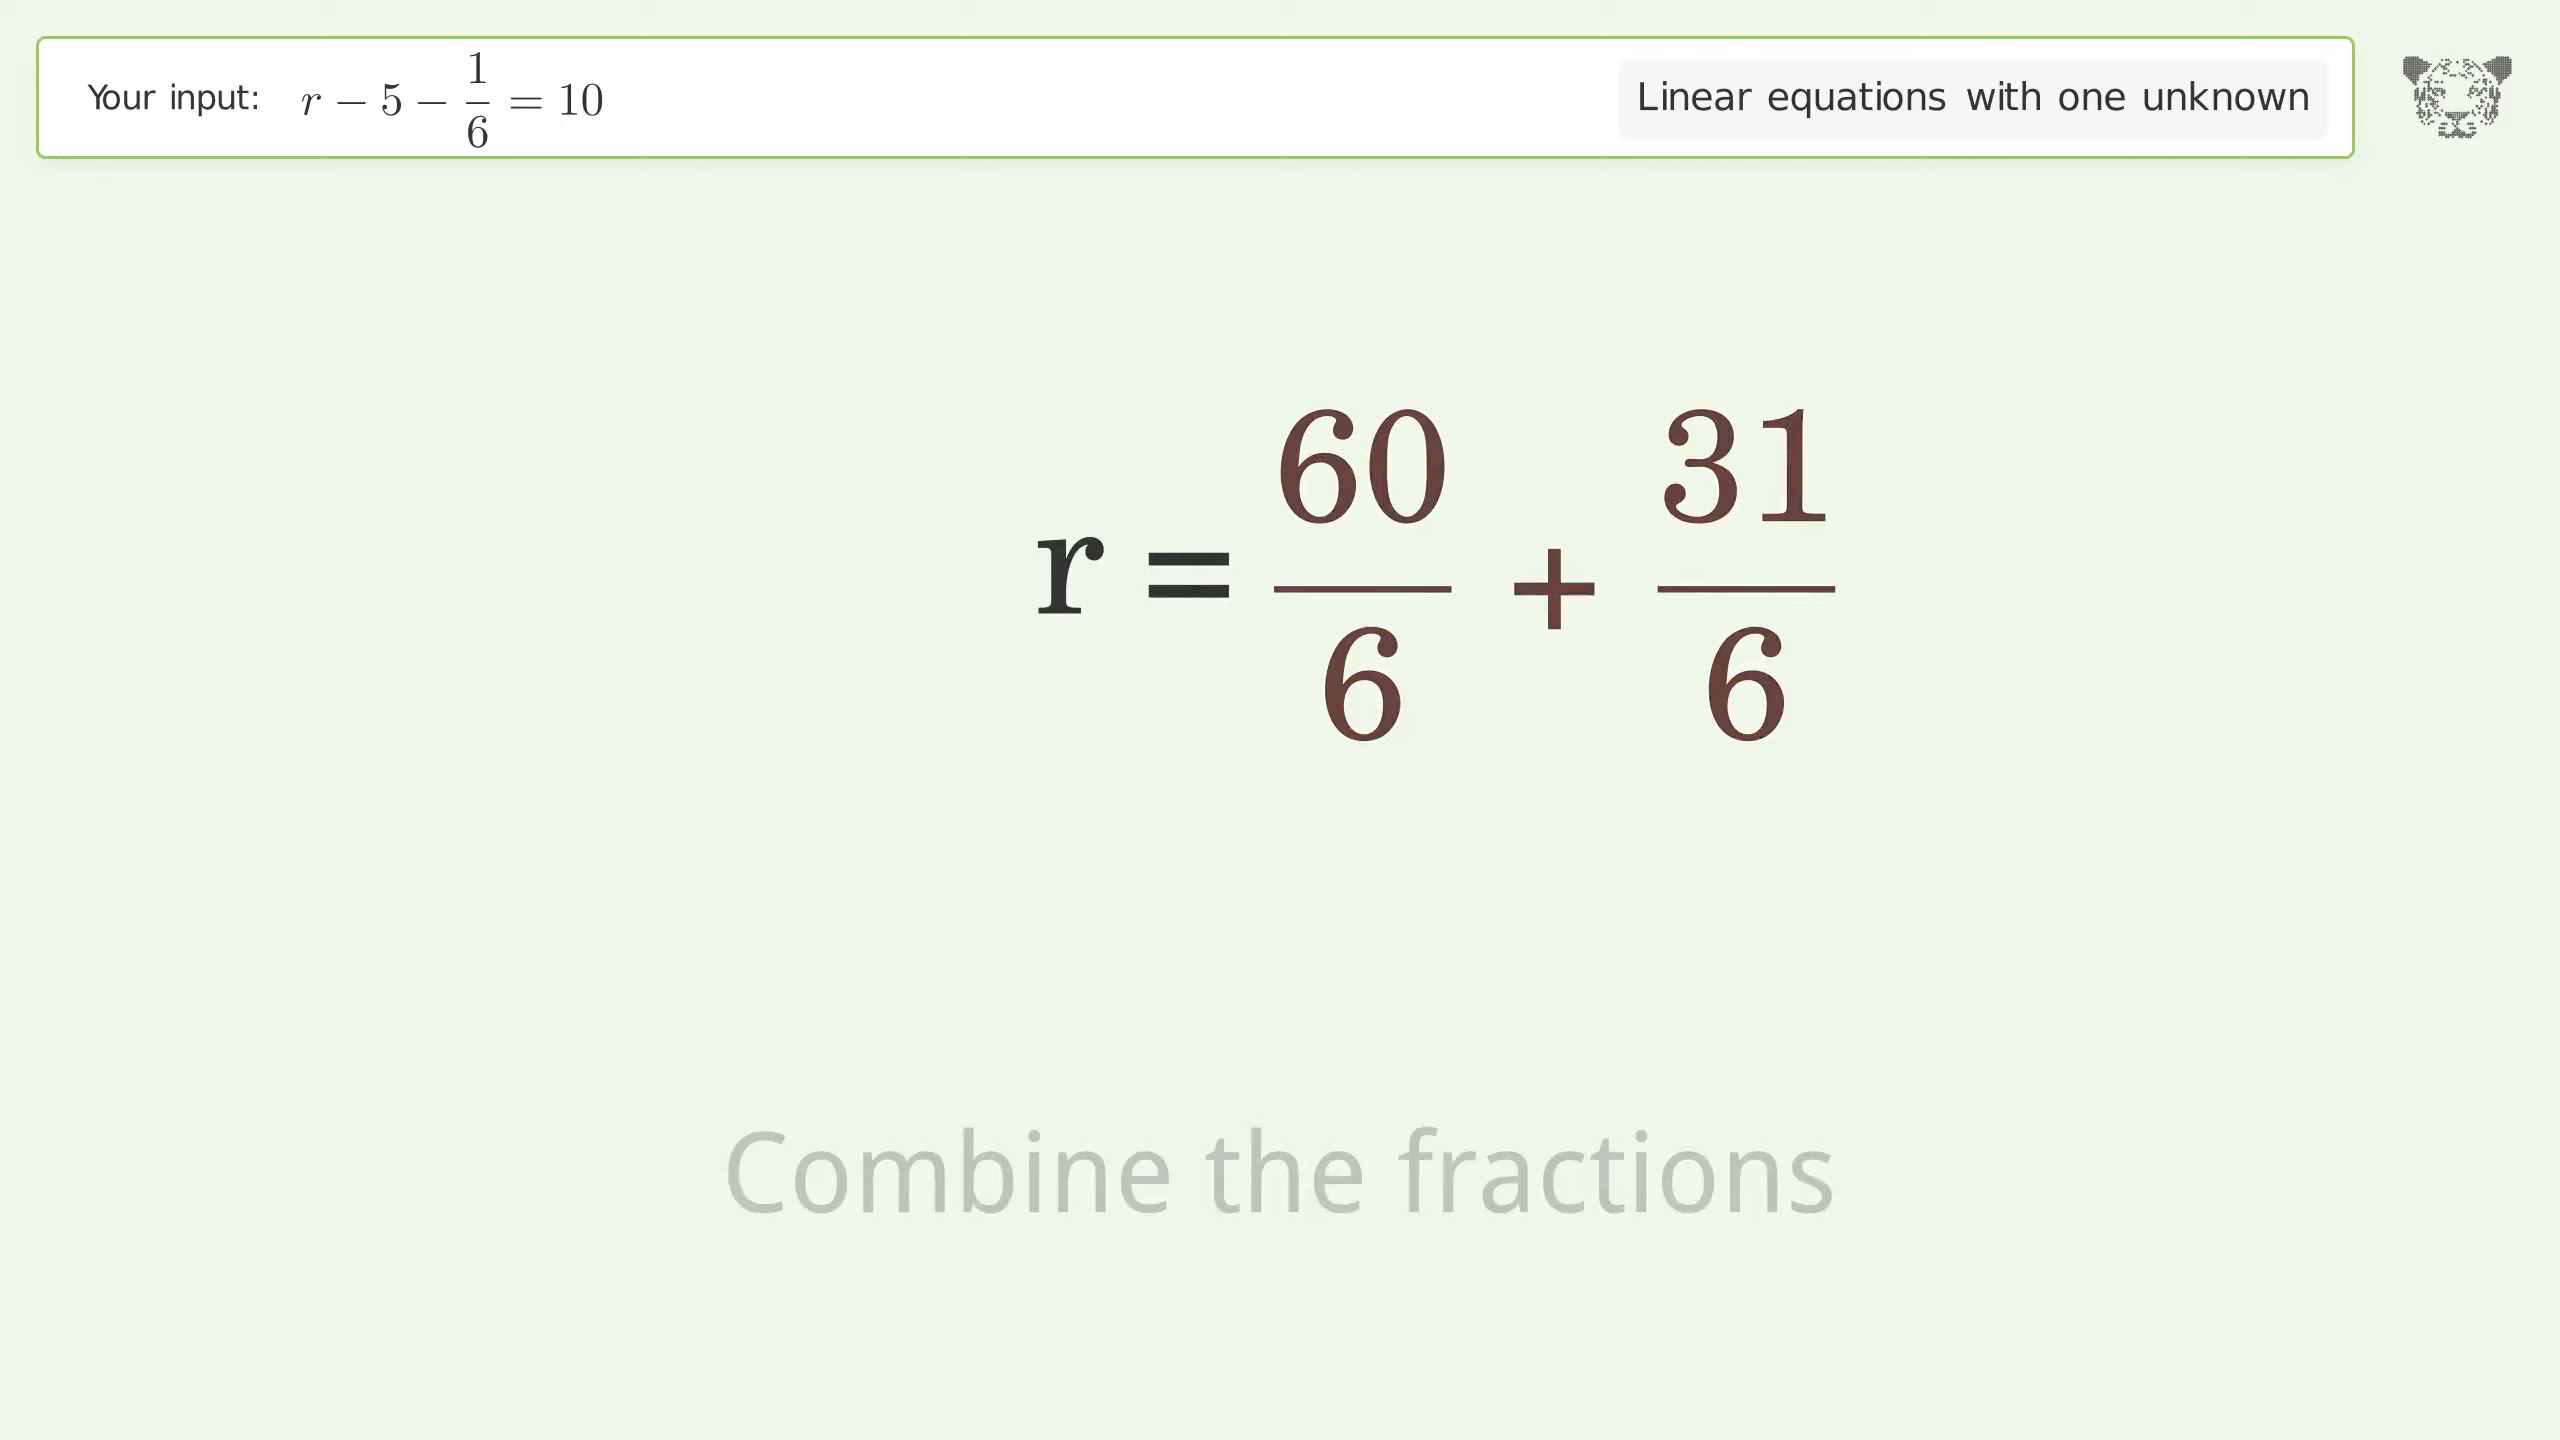 Your input: r − 5 − 1/6 = 10
Linear equations with one unknown
r = 60/6 + 31/6
Combine the fractions